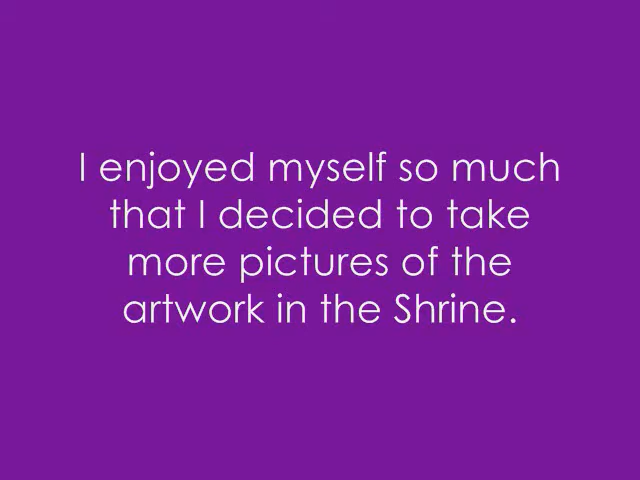 I enjoyed myself so much
that I decided to take
more pictures of the
artwork in the Shrine.